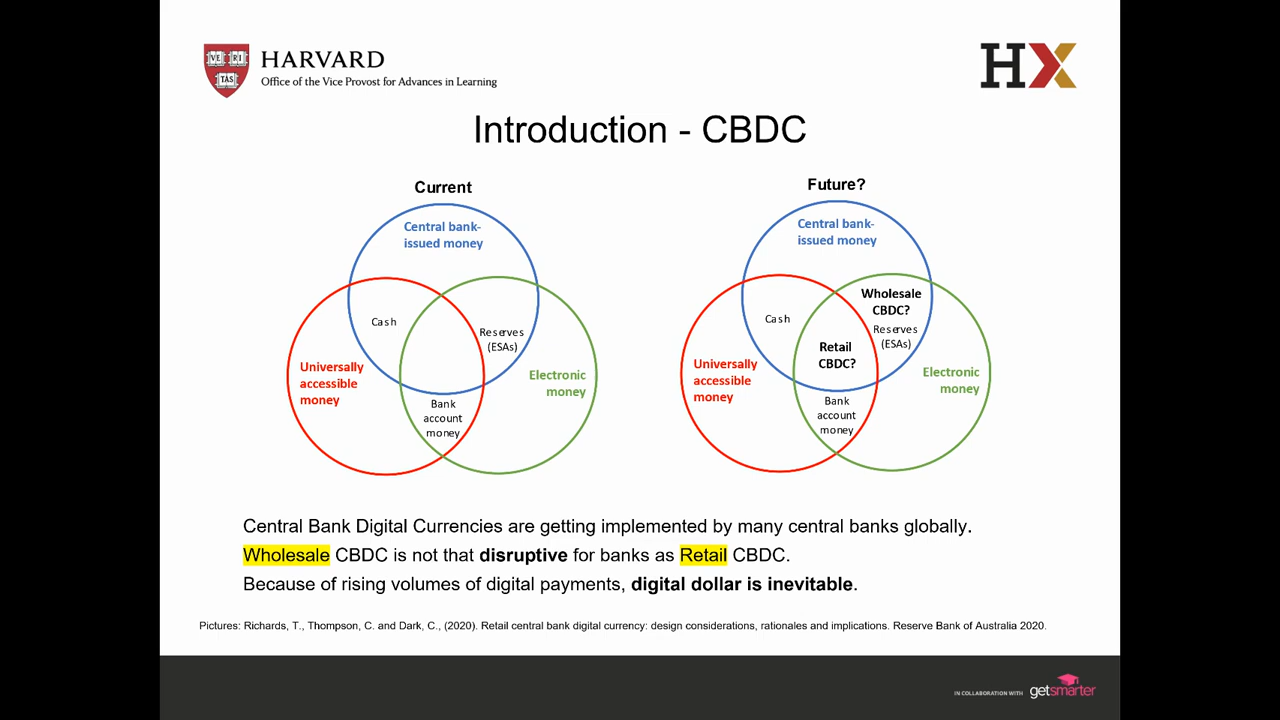 VE RI
TAS
HARVARD
Office of the Vice Provost for Advances in Learning
HX
Introduction - CBDC
Current
Central bank-
issued money
Cash
Reserves
(ESAs)
Universally
accessible
money
Electronic
money
Bank
account
money
Future?
Central bank-
issued money
Wholesale
CBDC?
Cash
Reserves
(ESAs)
Retail
CBDC?
Universally
accessible
money
Electronic
money
Bank
account
money
Central Bank Digital Currencies are getting implemented by many central banks globally.
Wholesale CBDC is not that disruptive for banks as Retail CBDC.
Because of rising volumes of digital payments, digital dollar is inevitable.
Pictures: Richards, T., Thompson, C. and Dark, C., (2020). Retail central bank digital currency: design considerations, rationales and implications. Reserve Bank of Australia 2020.
IN COLLABORATION WITH getsmarter